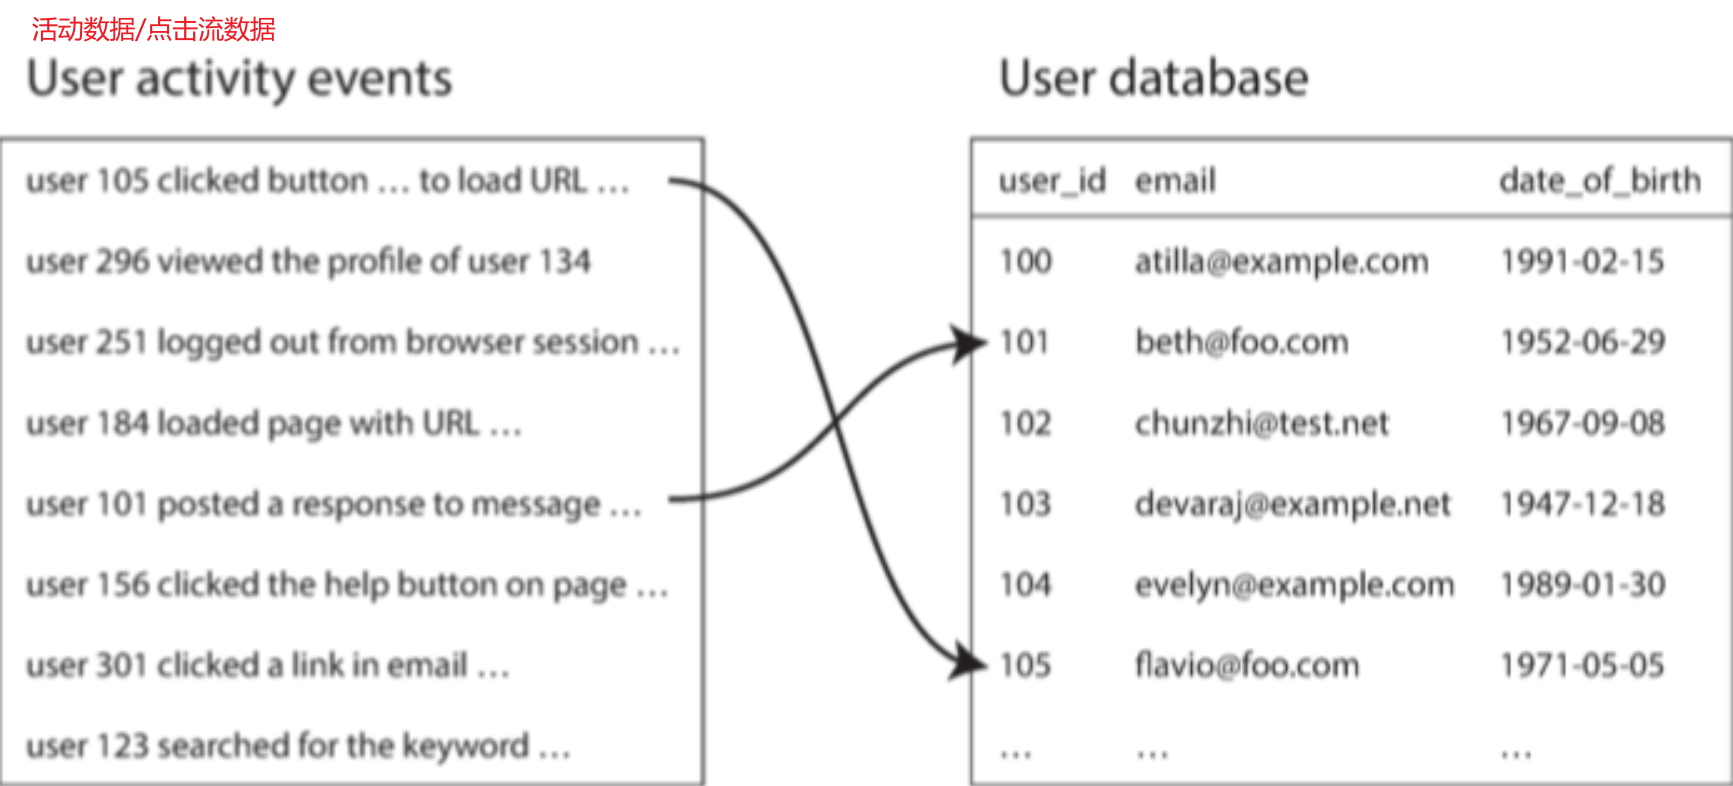 活动数据/点击流数据
User activity events
user 105 clicked button … to load URL …
user 296 viewed the profile of user 134
user 251 logged out from browser session …
user 184 loaded page with URL …
user 101 posted a response to message …
user 156 clicked the help button on page …
user 301 clicked a link in email …
user 123 searched for the keyword …
User database
user_id email date_of_birth
100 atilla@example.com 1991-02-15
101 beth@foo.com 1952-06-29
102 chunzhi@test.net 1967-09-08
103 devaraj@example.net 1947-12-18
104 evelyn@example.com 1989-01-30
105 flavio@foo.com 1971-05-05
… … …